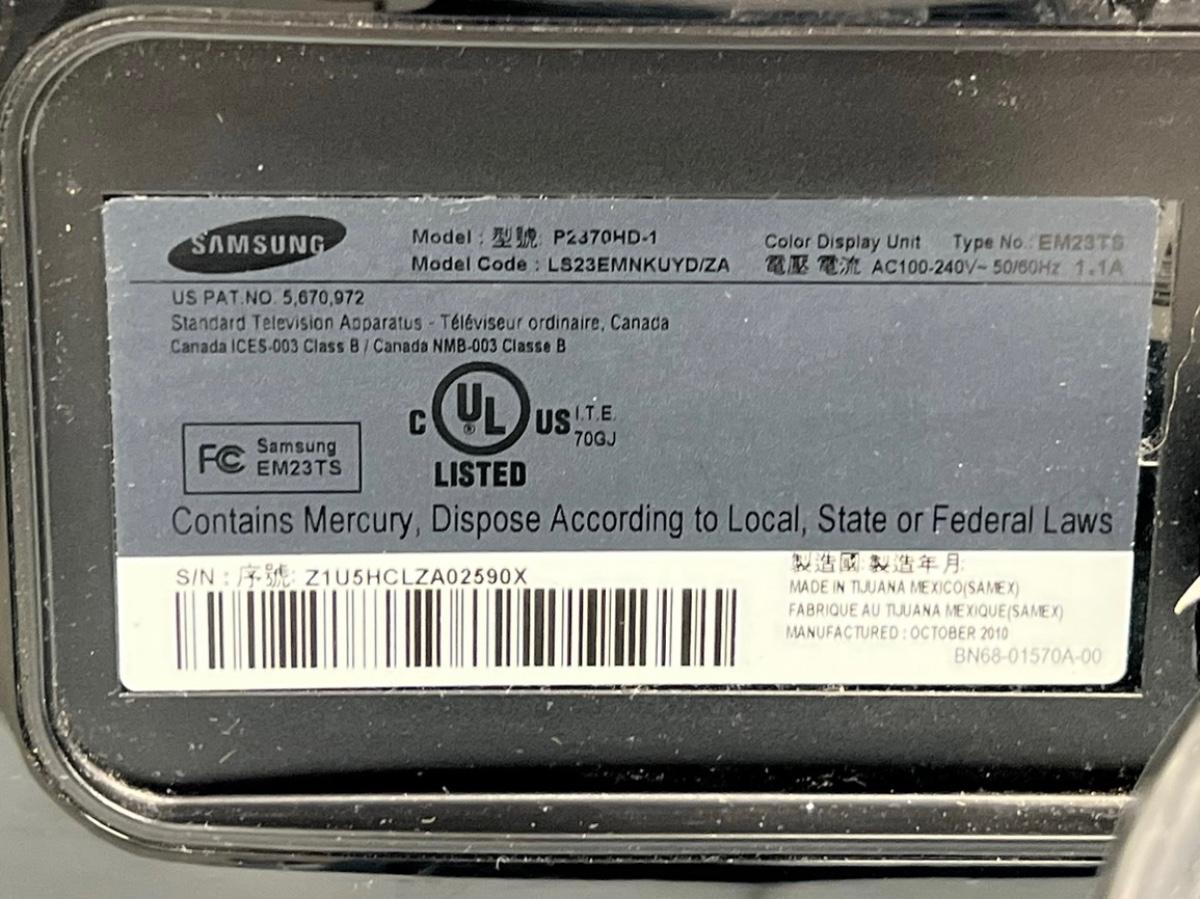 SAMSUNG
Model : 型號: P2370HD-1
Model Code : LS23EMNKUYD/ZA
Color Display Unit Type No.: EM23TS
電壓 電流 AC100-240V~ 50/60Hz 1.1A
US PAT.NO. 5,670,972
Standard Television Apparatus - Téléviseur ordinaire, Canada
Canada ICES-003 Class B / Canada NMB-003 Classe B
C UL ® US I.T.E.
70GJ
LISTED
FC Samsung
EM23TS
Contains Mercury, Dispose According to Local, State or Federal Laws
S/N : 序號: Z1U5HCLZA02590X
製造國 製造年月:
MADE IN TIJUANA MEXICO(SAMEX)
FABRIQUE AU TIJUANA MEXIQUE(SAMEX)
MANUFACTURED : OCTOBER 2010
BN68-01570A-00